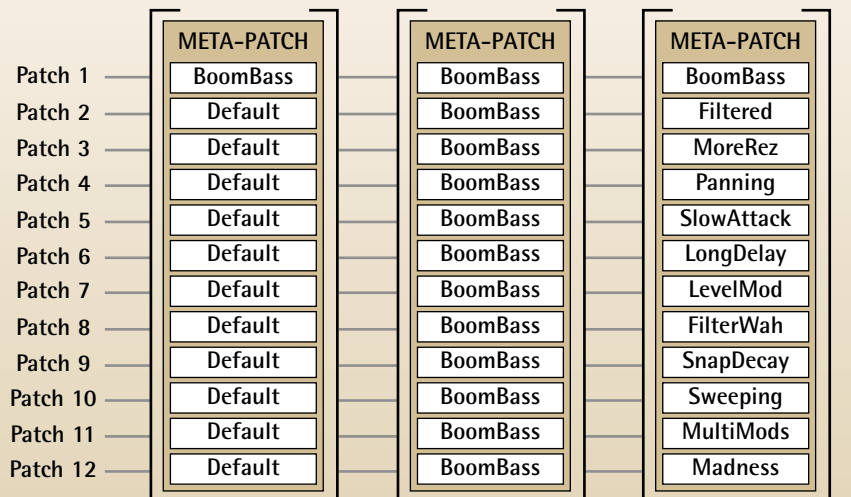 META-PATCH META-PATCH META-PATCH
Patch 1 BoomBass BoomBass BoomBass
Patch 2 Default BoomBass Filtered
Patch 3 Default BoomBass MoreRez
Patch 4 Default BoomBass Panning
Patch 5 Default BoomBass SlowAttack
Patch 6 Default BoomBass LongDelay
Patch 7 Default BoomBass LevelMod
Patch 8 Default BoomBass FilterWah
Patch 9 Default BoomBass SnapDecay
Patch 10 Default BoomBass Sweeping
Patch 11 Default BoomBass MultiMods
Patch 12 Default BoomBass Madness